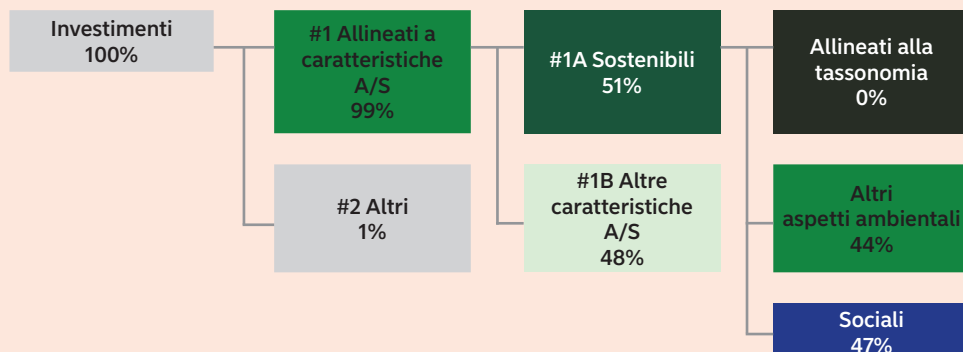 Investimenti
100%
#1 Allineati a
caratteristiche
A/S
99%
#1A Sostenibili
51%
Allineati alla
tassonomia
0%
#2 Altri
1%
#1B Altre
caratteristiche
A/S
48%
Altri
aspetti ambientali
44%
Sociali
47%